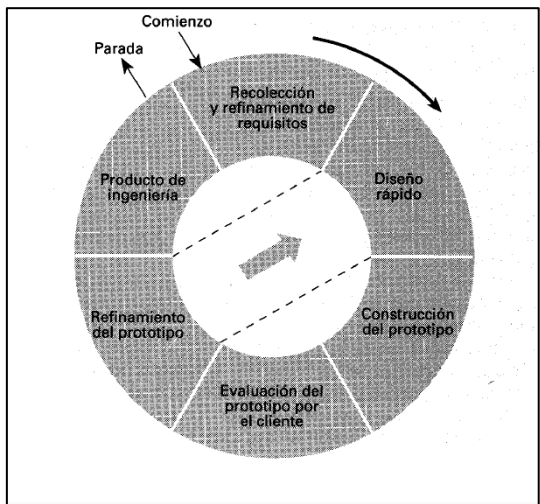 Comienzo
Parada
Recolección
y refinamiento de
requisitos
Diseño
rápido
Construcción
del prototipo
Evaluación del
prototipo por
el cliente
Refinamiento
del prototipo
Producto de
ingeniería